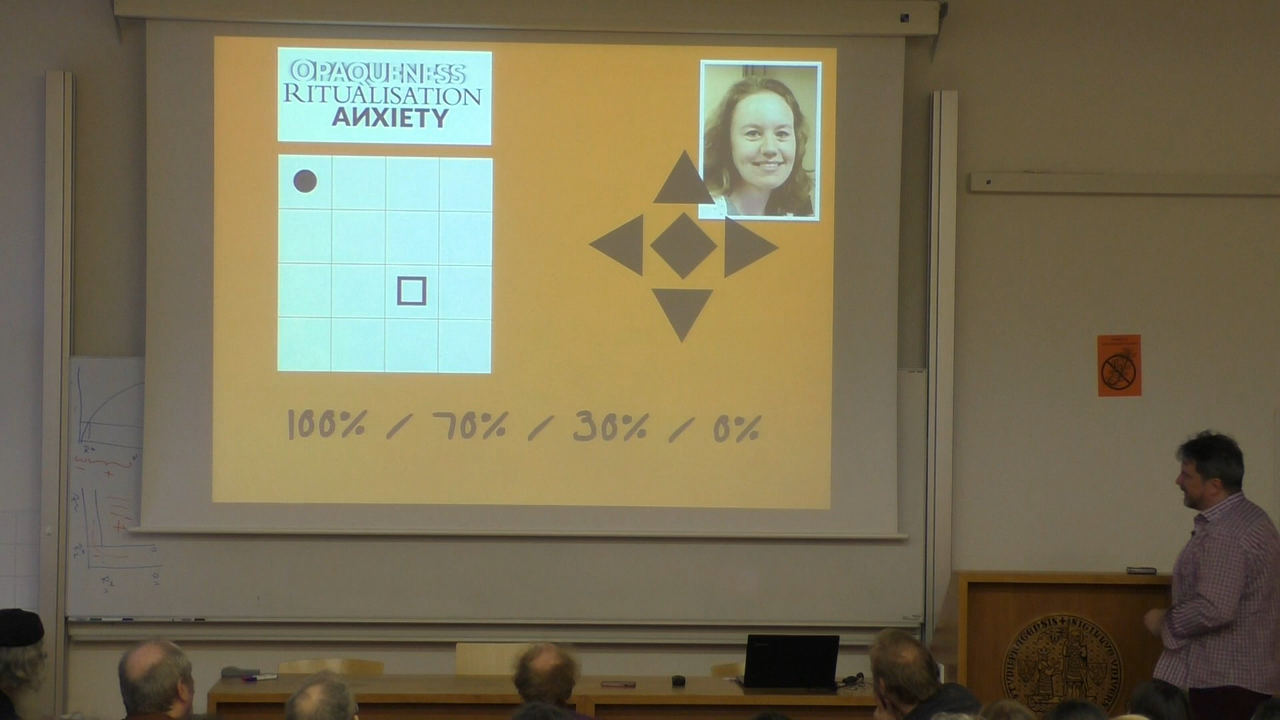 OPAQUENESS
RITUALISATION
ANXIETY
100% / 70% / 30% / 0%